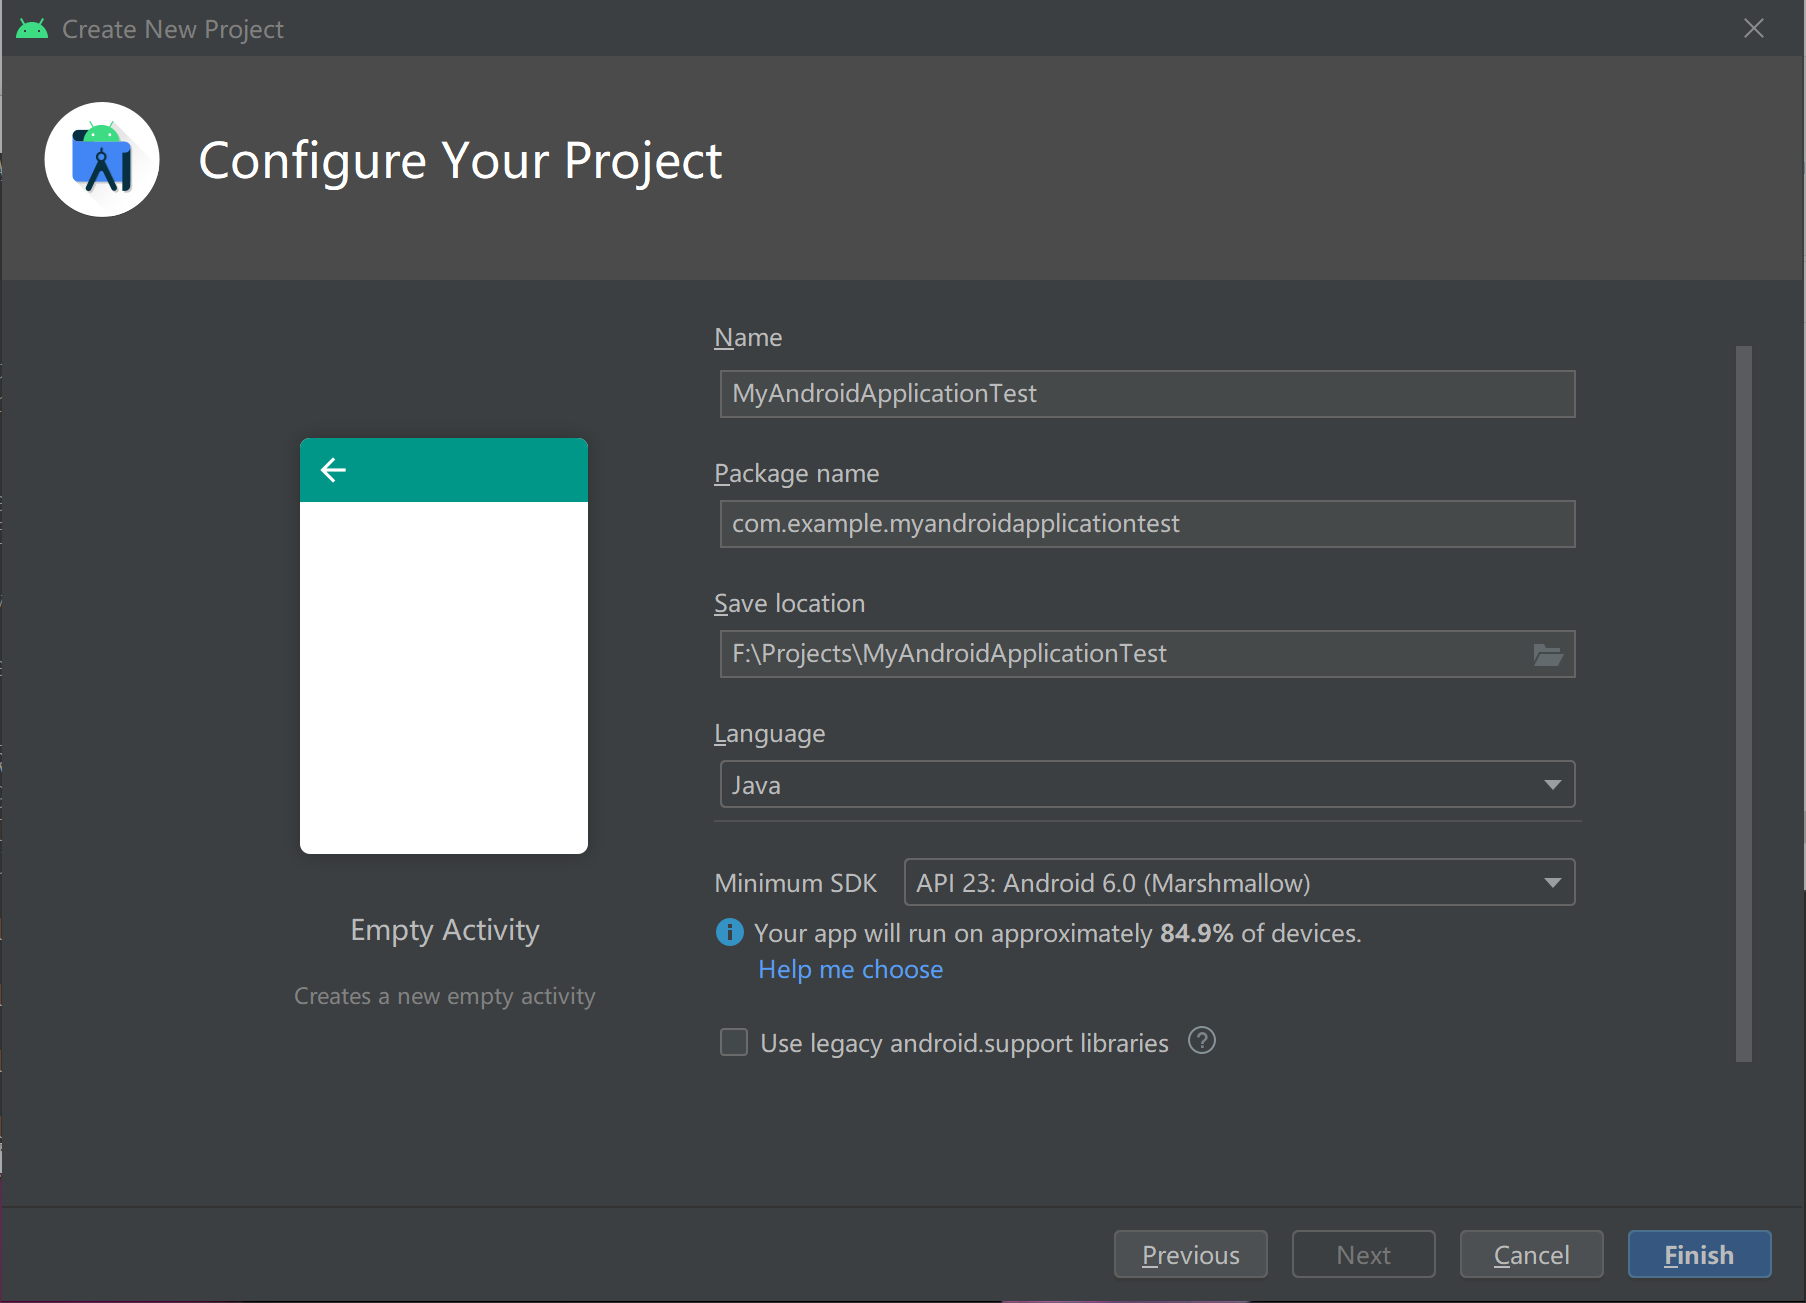 Create New Project
Configure Your Project
Name
MyAndroidApplicationTest
Package name
com.example.myandroidapplicationtest
Save location
F:\Projects\MyAndroidApplicationTest
Language
Java
Minimum SDK API 23: Android 6.0 (Marshmallow)
Your app will run on approximately 84.9% of devices.
Help me choose
Use legacy android.support libraries ?
Empty Activity
Creates a new empty activity
Previous Next Cancel Finish